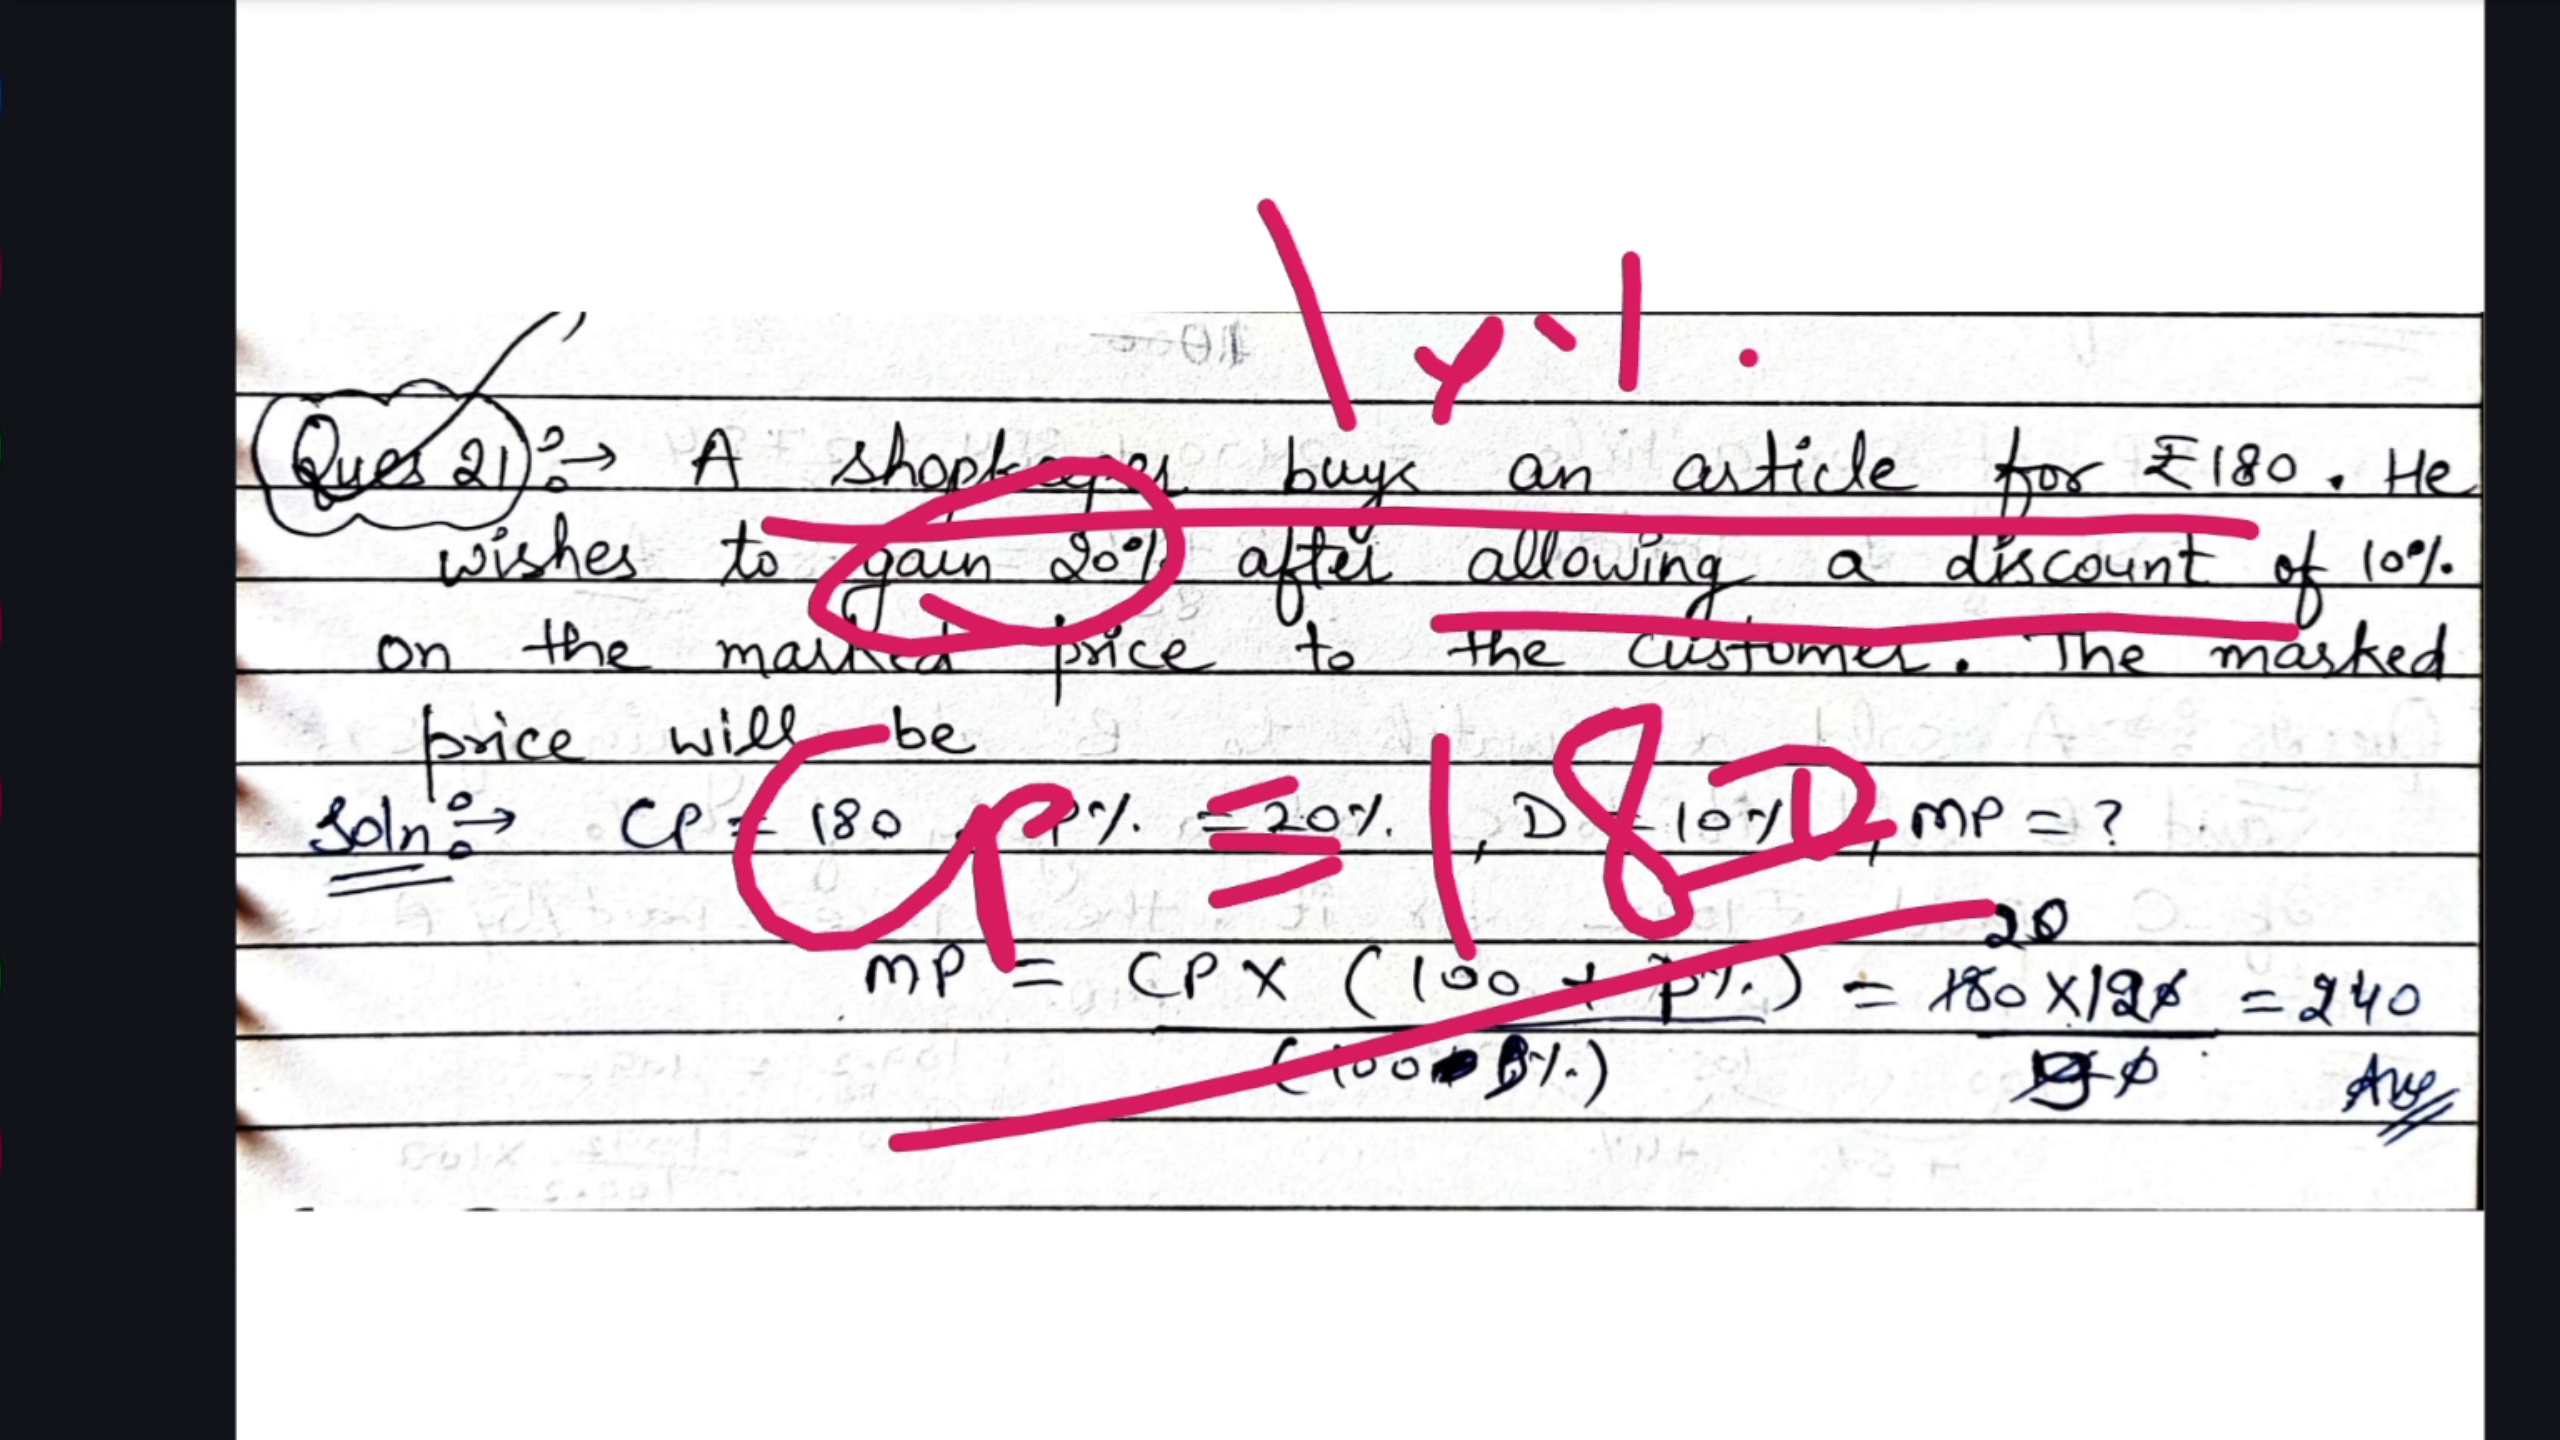 Ques 21 :→ A shopkeeper buys an article for ₹180. He
wishes to gain 20% after allowing a discount of 10%
on the marked price to the customer. The marked
price will be
Soln :→ CP = 180, P% = 20%, D = 10%, MP = ?
CP = 180
20
MP = CP x (100 + P%) = 180 X 120 = 240
(100 - D%) 90 Ans